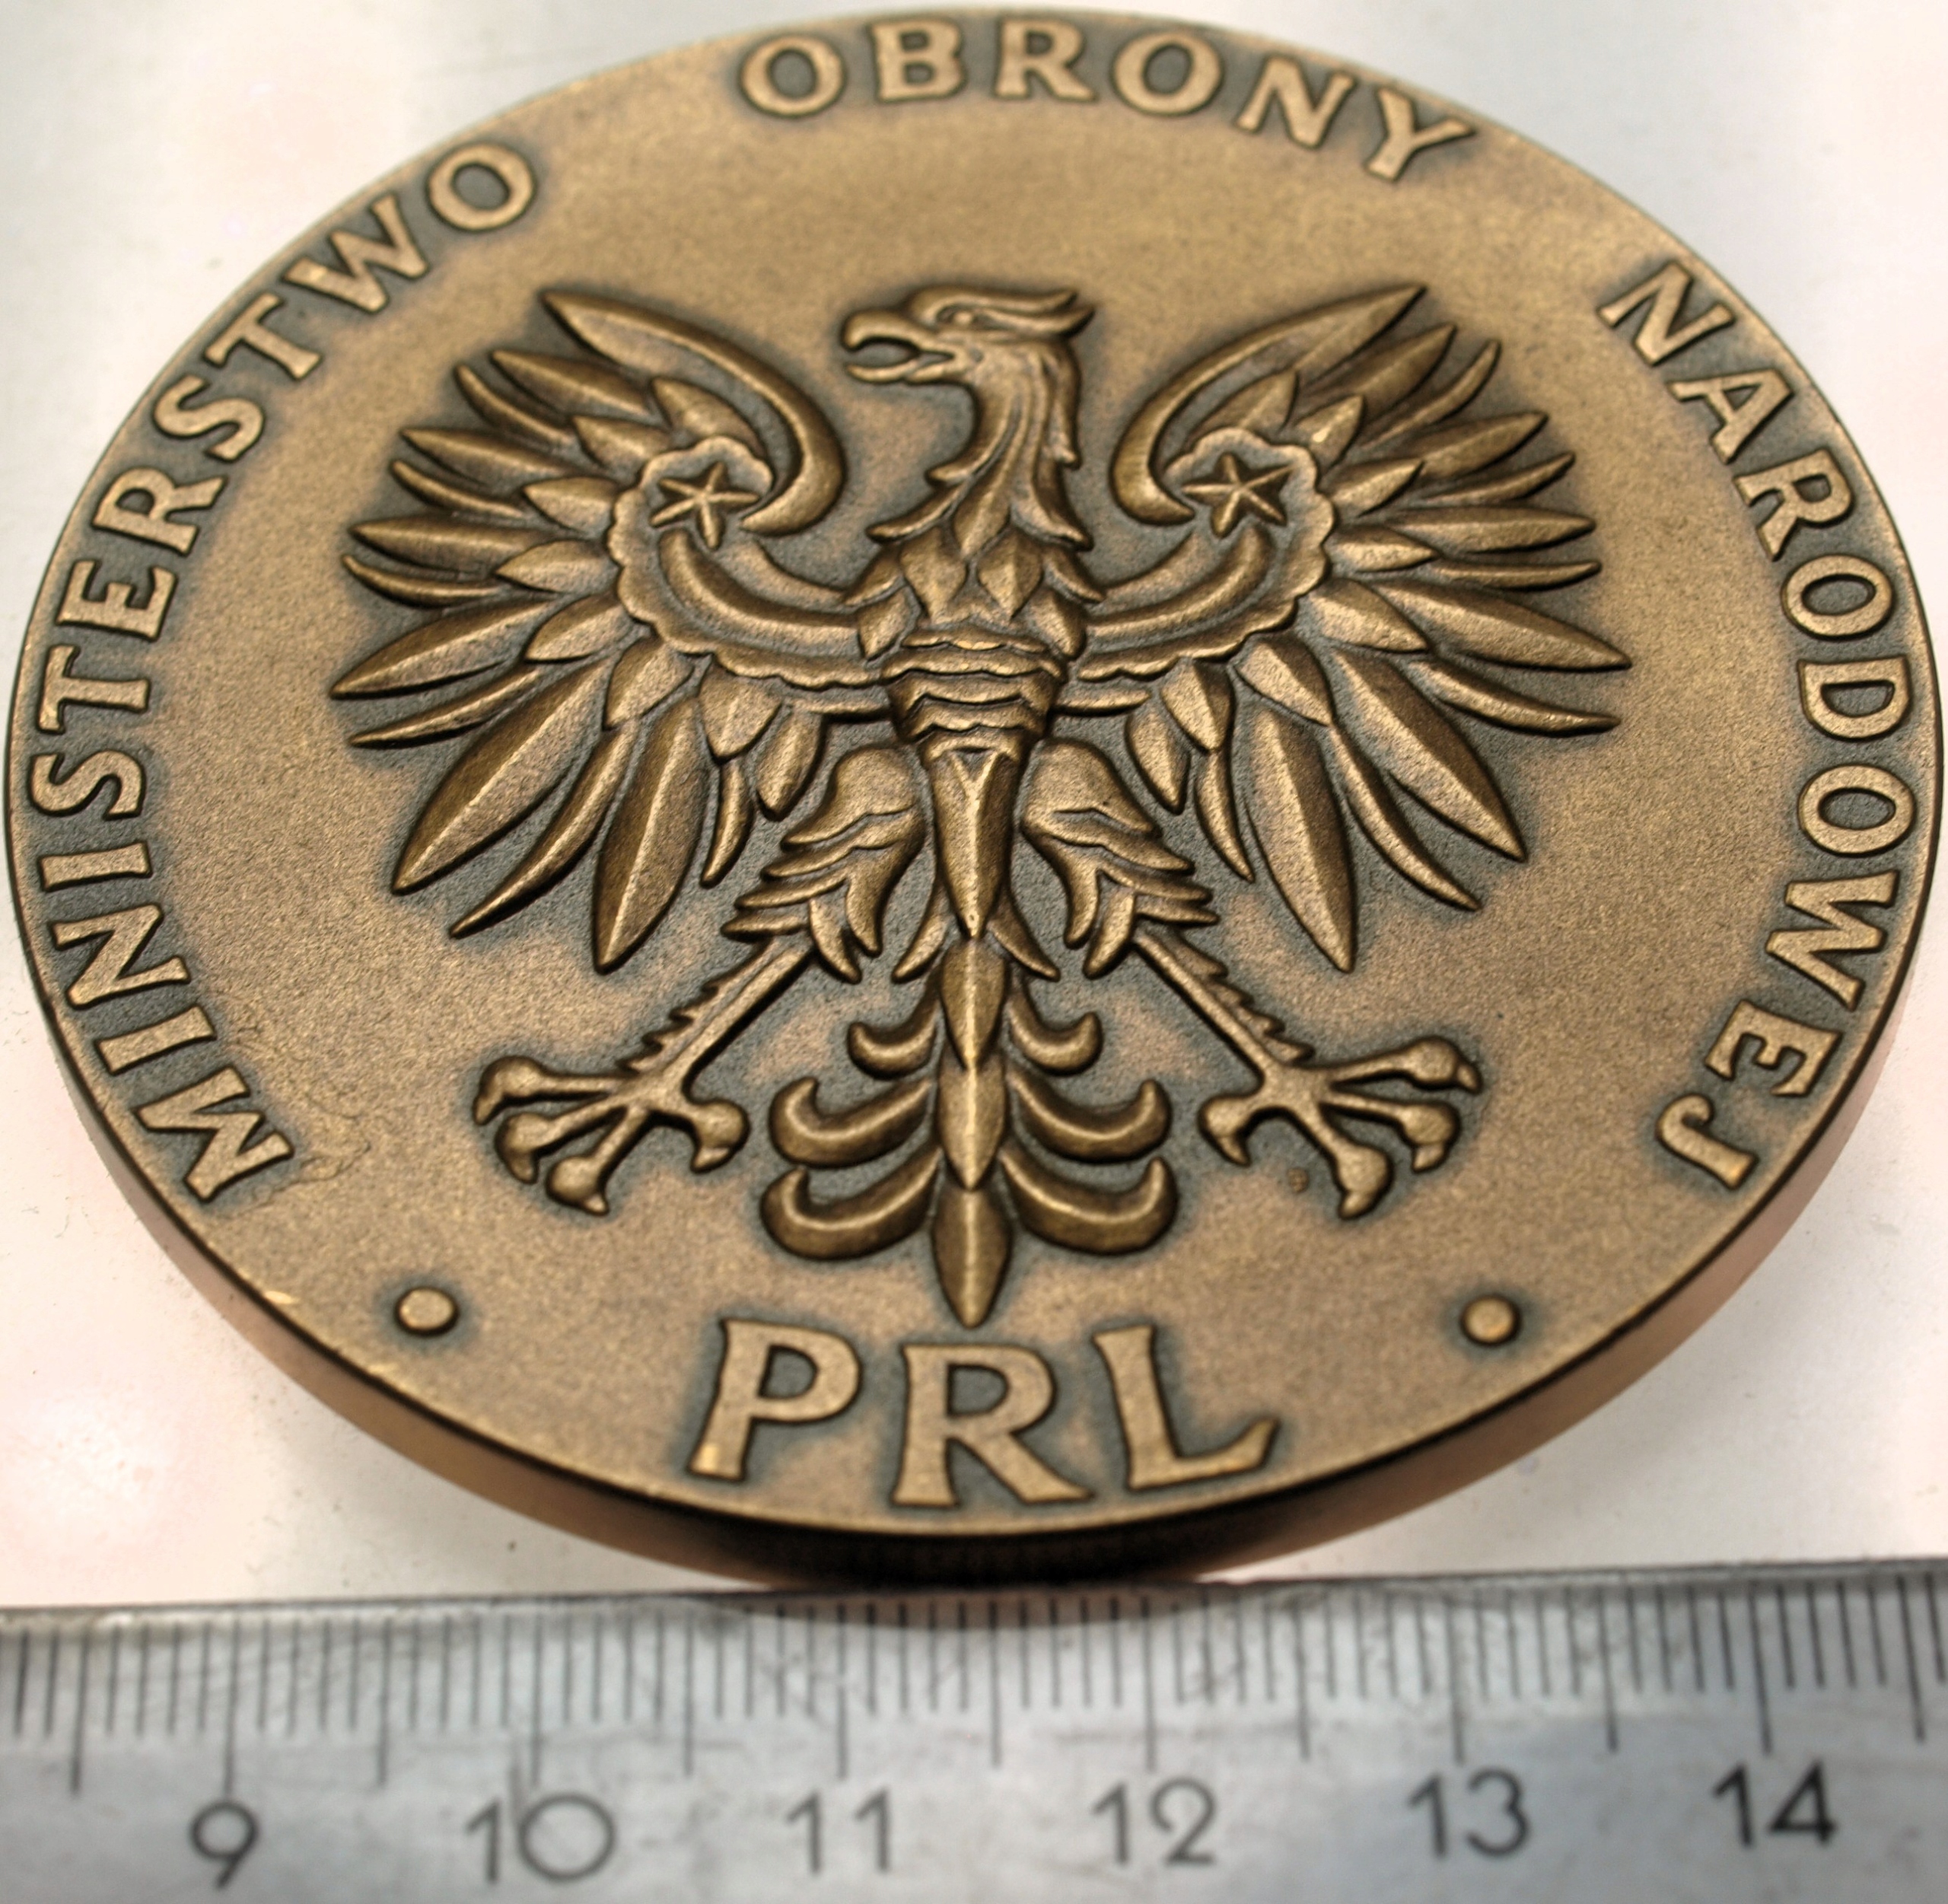 MINISTERSTWO OBRONY NARODOWEJ
• PRL •
9 10 11 12 13 14